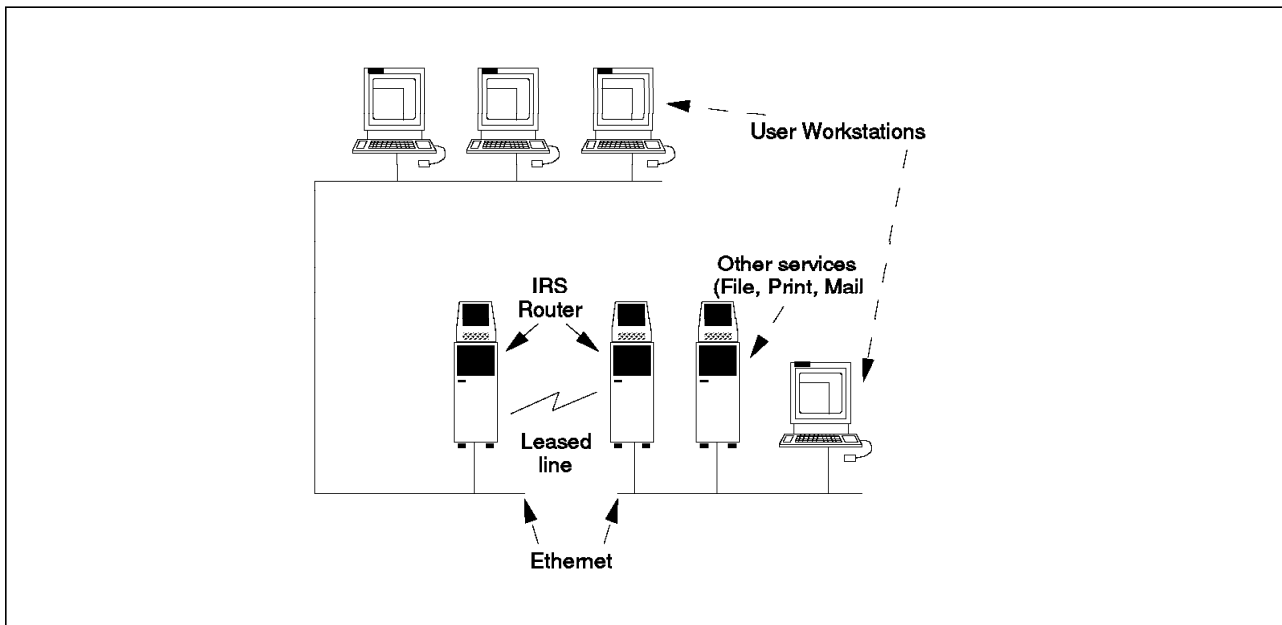 User Workstations
Other services
(File, Print, Mail
IRS
Router
Leased
line
Ethernet